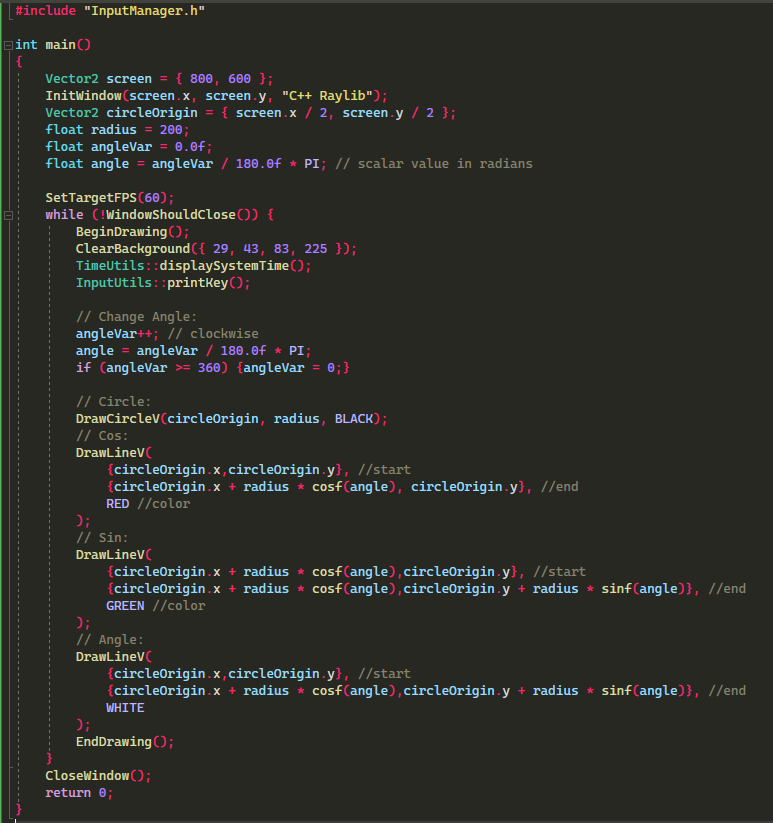 #include "InputManager.h"
int main()
{
Vector2 screen = { 800, 600 };
InitWindow(screen.x, screen.y, "C++ Raylib");
Vector2 circleOrigin = { screen.x / 2, screen.y / 2 };
float radius = 200;
float angleVar = 0.0f;
float angle = angleVar / 180.0f * PI; // scalar value in radians
SetTargetFPS(60);
while (!WindowShouldClose()) {
BeginDrawing();
ClearBackground({ 29, 43, 83, 225 });
TimeUtils::displaySystemTime();
InputUtils::printKey();
// Change Angle:
angleVar++; // clockwise
angle = angleVar / 180.0f * PI;
if (angleVar >= 360) {angleVar = 0;}
// Circle:
DrawCircleV(circleOrigin, radius, BLACK);
// Cos:
DrawLineV(
{circleOrigin.x,circleOrigin.y}, //start
{circleOrigin.x + radius * cosf(angle), circleOrigin.y}, //end
RED //color
);
// Sin:
DrawLineV(
{circleOrigin.x + radius * cosf(angle),circleOrigin.y}, //start
{circleOrigin.x + radius * cosf(angle),circleOrigin.y + radius * sinf(angle)}, //end
GREEN //color
);
// Angle:
DrawLineV(
{circleOrigin.x,circleOrigin.y}, //start
{circleOrigin.x + radius * cosf(angle),circleOrigin.y + radius * sinf(angle)}, //end
WHITE
);
EndDrawing();
}
CloseWindow();
return 0;
}